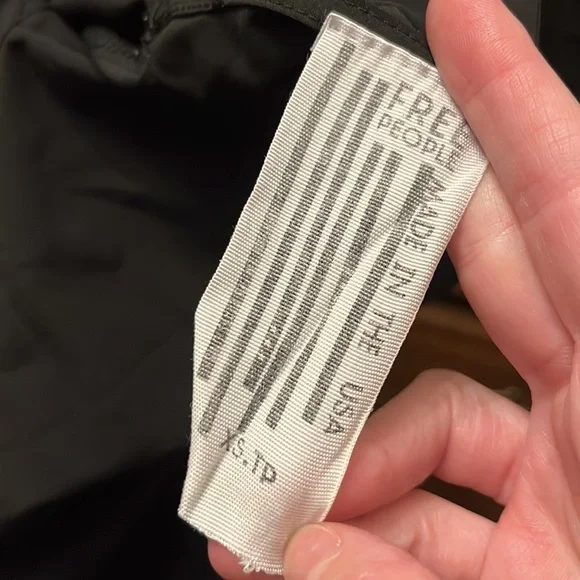 FREE
PEOPLE
MADE IN THE USA
XS.TP